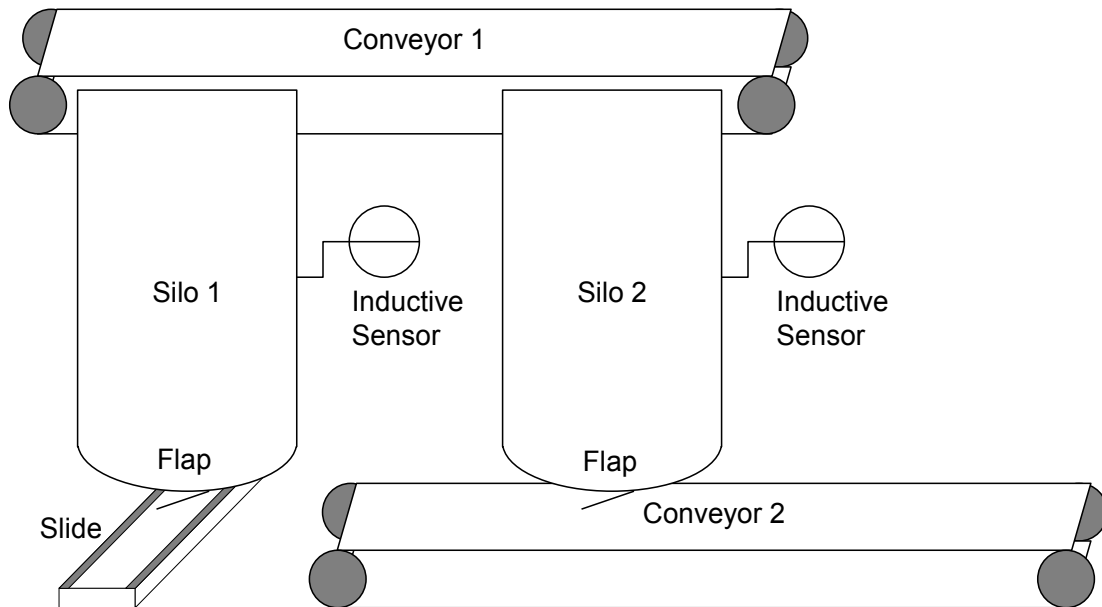 Conveyor 1
Silo 1
Inductive
Sensor
Silo 2
Inductive
Sensor
Flap
Flap
Slide
Conveyor 2